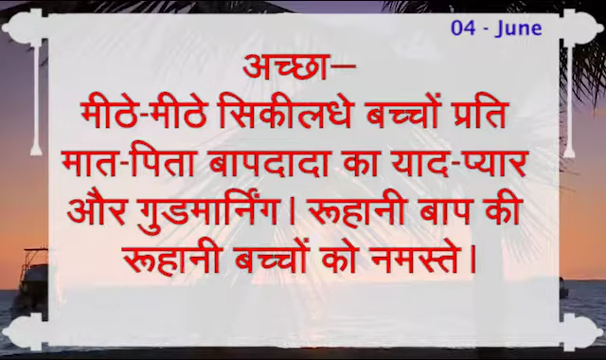 04 - June
अच्छा—
मीठे-मीठे सिकीलधे बच्चों प्रति
मात-पिता बापदादा का याद-प्यार
और गुडमार्निंग। रूहानी बाप की
रूहानी बच्चों को नमस्ते।